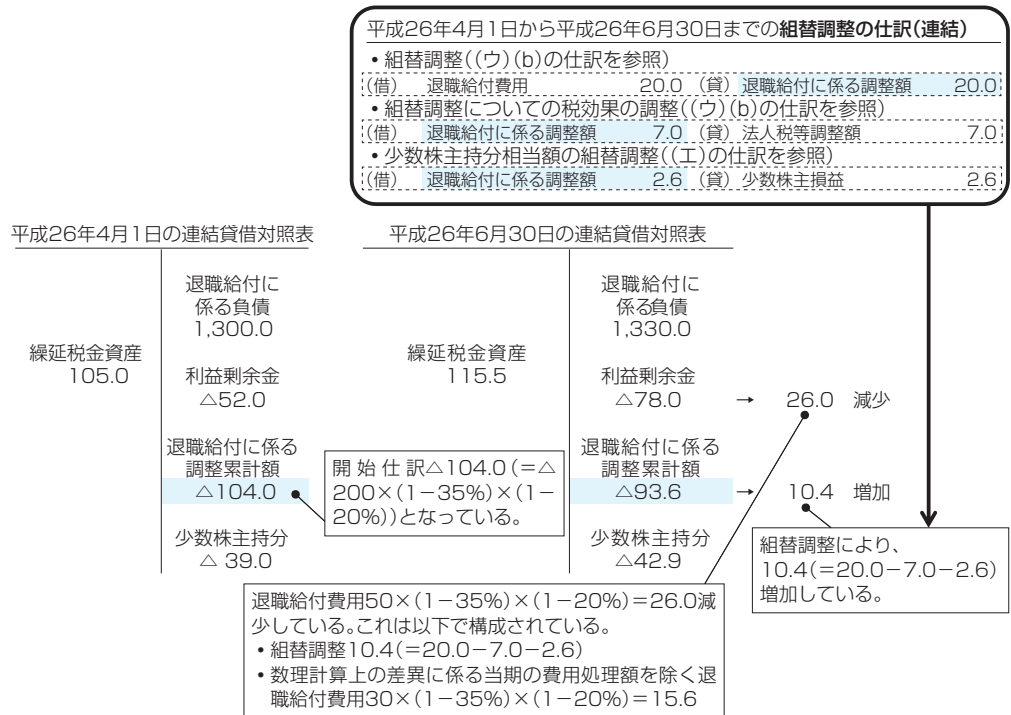 平成26年4月1日から平成26年6月30日までの組替調整の仕訳(連結)
• 組替調整((ウ)(b)の仕訳を参照)
(借) 退職給付費用 20.0 (貸) 退職給付に係る調整額 20.0
• 組替調整についての税効果の調整((ウ)(b)の仕訳を参照)
(借) 退職給付に係る調整額 7.0 (貸) 法人税等調整額 7.0
• 少数株主持分相当額の組替調整((エ)の仕訳を参照)
(借) 退職給付に係る調整額 2.6 (貸) 少数株主損益 2.6
平成26年4月1日の連結貸借対照表
繰延税金資産
105.0
退職給付に
係る負債
1,300.0
利益剰余金
△52.0
退職給付に係る
調整累計額
△104.0
少数株主持分
△ 39.0
開始仕訳△104.0(=△
200×(1-35%)×(1-
20%))となっている。
平成26年6月30日の連結貸借対照表
繰延税金資産
115.5
退職給付に
係る負債
1,330.0
利益剰余金
△78.0 → 26.0 減少
退職給付に係る
調整累計額
△93.6 → 10.4 増加
少数株主持分
△42.9
組替調整により、
10.4(=20.0-7.0-2.6)
増加している。
退職給付費用50×(1-35%)×(1-20%)=26.0減
少している。これは以下で構成されている。
• 組替調整10.4(=20.0-7.0-2.6)
• 数理計算上の差異に係る当期の費用処理額を除く退
職給付費用30×(1-35%)×(1-20%)=15.6